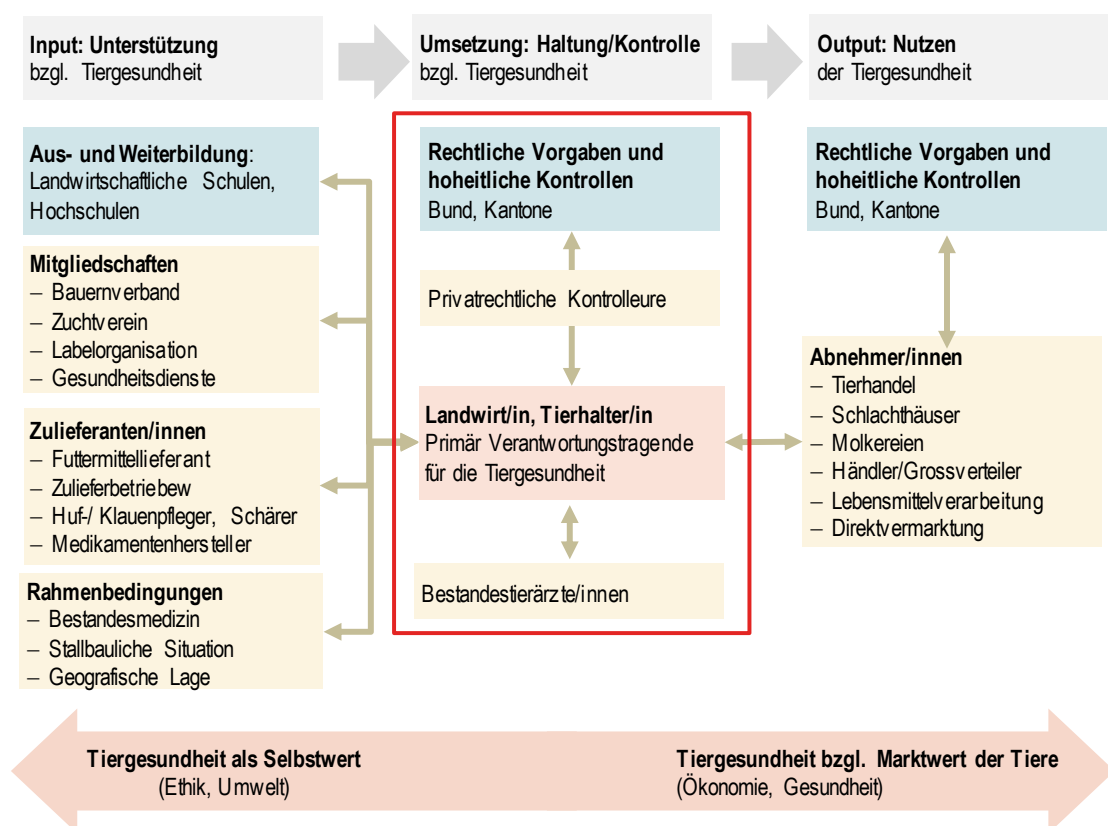 Input: Unterstützung
bzgl. Tiergesundheit
Umsetzung: Haltung/Kontrolle
bzgl. Tiergesundheit
Output: Nutzen
der Tiergesundheit
Aus- und Weiterbildung:
Landwirtschaftliche Schulen,
Hochschulen
Mitgliedschaften
– Bauernverband
– Zuchtverein
– Labelorganisation
– Gesundheitsdienste
Zulieferanten/innen
– Futtermittellieferant
– Zulieferbetriebew
– Huf-/ Klauenpfleger, Schärer
– Medikamentenhersteller
Rahmenbedingungen
– Bestandesmedizin
– Stallbauliche Situation
– Geografische Lage
Rechtliche Vorgaben und
hoheitliche Kontrollen
Bund, Kantone
Privatrechtliche Kontrolleure
Landwirt/in, Tierhalter/in
Primär Verantwortungstragende
für die Tiergesundheit
Bestandestierärzte/innen
Rechtliche Vorgaben und
hoheitliche Kontrollen
Bund, Kantone
Abnehmer/innen
– Tierhandel
– Schlachthäuser
– Molkereien
– Händler/Grossverteiler
– Lebensmittelverarbeitung
– Direktvermarktung
Tiergesundheit als Selbstwert
(Ethik, Umwelt)
Tiergesundheit bzgl. Marktwert der Tiere
(Ökonomie, Gesundheit)